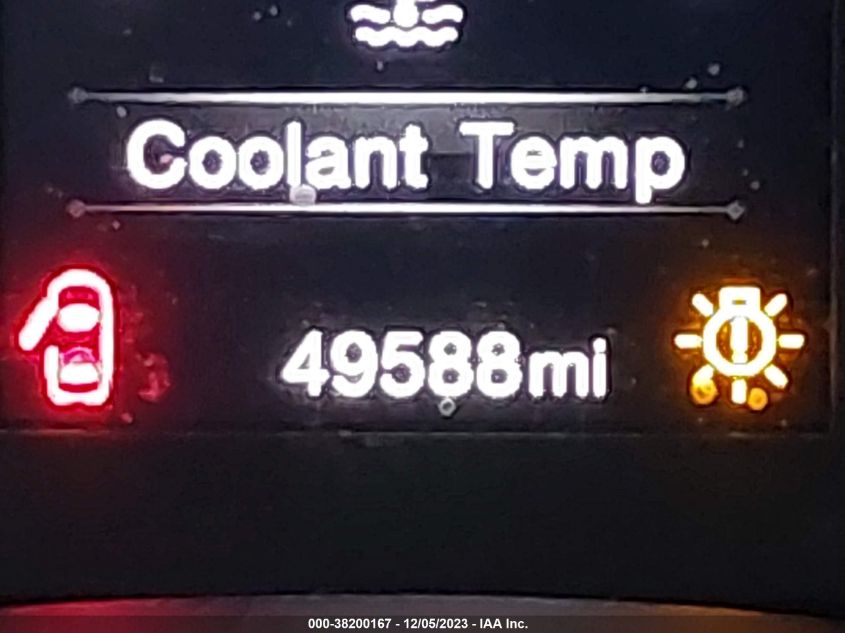 Coolant Temp
49588mi
000-38200167 - 12/05/2023 - IAA Inc.